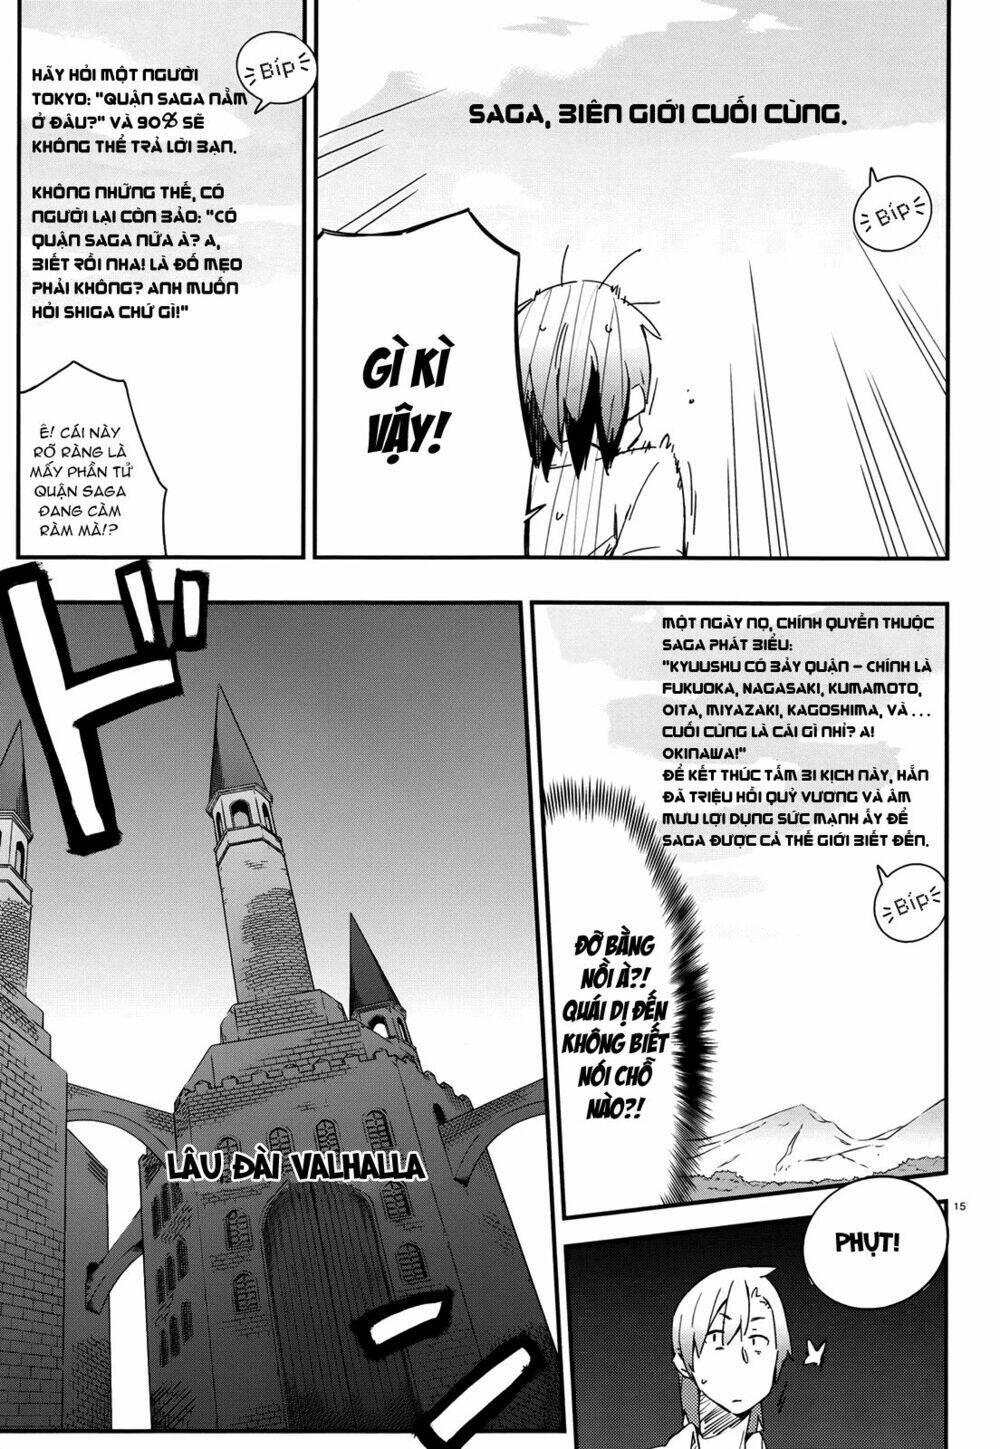 SAGA, BIÊN GIỚI CUỐI CÙNG.
Bíp
GÌ KÌ
VẬY!
Bíp
HÃY HỎI MỘT NGƯỜI
TOKYO: "QUẬN SAGA NẰM
Ở ĐÂU?" VÀ 90% SẼ
KHÔNG THỂ TRẢ LỜI BẠN.
KHÔNG NHỮNG THẾ, CÓ
NGƯỜI LẠI CÒN BẢO: "CÓ
QUẬN SAGA NỮA À? A,
BIẾT RỒI NHA! LÀ ĐỐ MẸO
PHẢI KHÔNG? ANH MUỐN
HỎI SHIGA CHỨ GÌ!"
Ê! CÁI NÀY
RÕ RÀNG LÀ
MẤY PHẦN TỬ
QUẬN SAGA
ĐANG CÀM
RÀM MÀ!?
MỘT NGÀY NỌ, CHÍNH QUYỀN THUỘC
SAGA PHÁT BIỂU:
"KYUUSHU CÓ BẢY QUẬN - CHÍNH LÀ
FUKUOKA, NAGASAKI, KUMAMOTO,
OITA, MIYAZAKI, KAGOSHIMA, VÀ ...
CUỐI CÙNG LÀ CÁI GÌ NHỈ? A!
OKINAWA!"
ĐỂ KẾT THÚC TẤM BI KỊCH NÀY, HẮN
ĐÃ TRIỆU HỒI QUỶ VƯƠNG VÀ ÂM
MƯU LỢI DỤNG SỨC MẠNH ẤY ĐỂ
SAGA ĐƯỢC CẢ THẾ GIỚI BIẾT ĐẾN.
Bíp
ĐỠ BẰNG
NỒI À?!
QUÁI DỊ ĐẾN
KHÔNG BIẾT
NÓI CHỖ
NÀO?!
15
PHỤT!
ドーン
LÂU ĐÀI VALHALLA